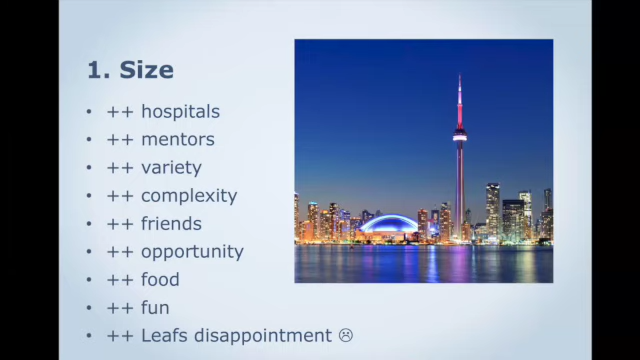 1. Size
• ++ hospitals
• ++ mentors
• ++ variety
• ++ complexity
• ++ friends
• ++ opportunity
• ++ food
• ++ fun
• ++ Leafs disappointment ☹